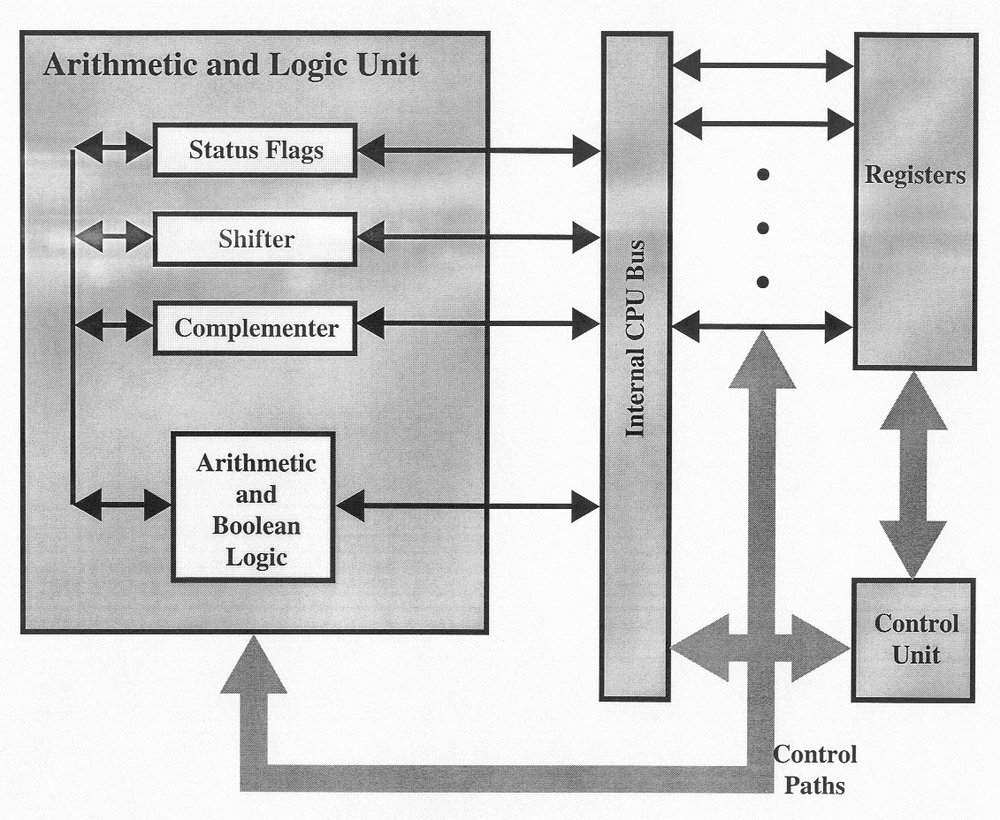 Arithmetic and Logic Unit
Status Flags
Shifter
Complementer
Arithmetic
and
Boolean
Logic
Internal CPU Bus
Registers
Control
Unit
Control
Paths